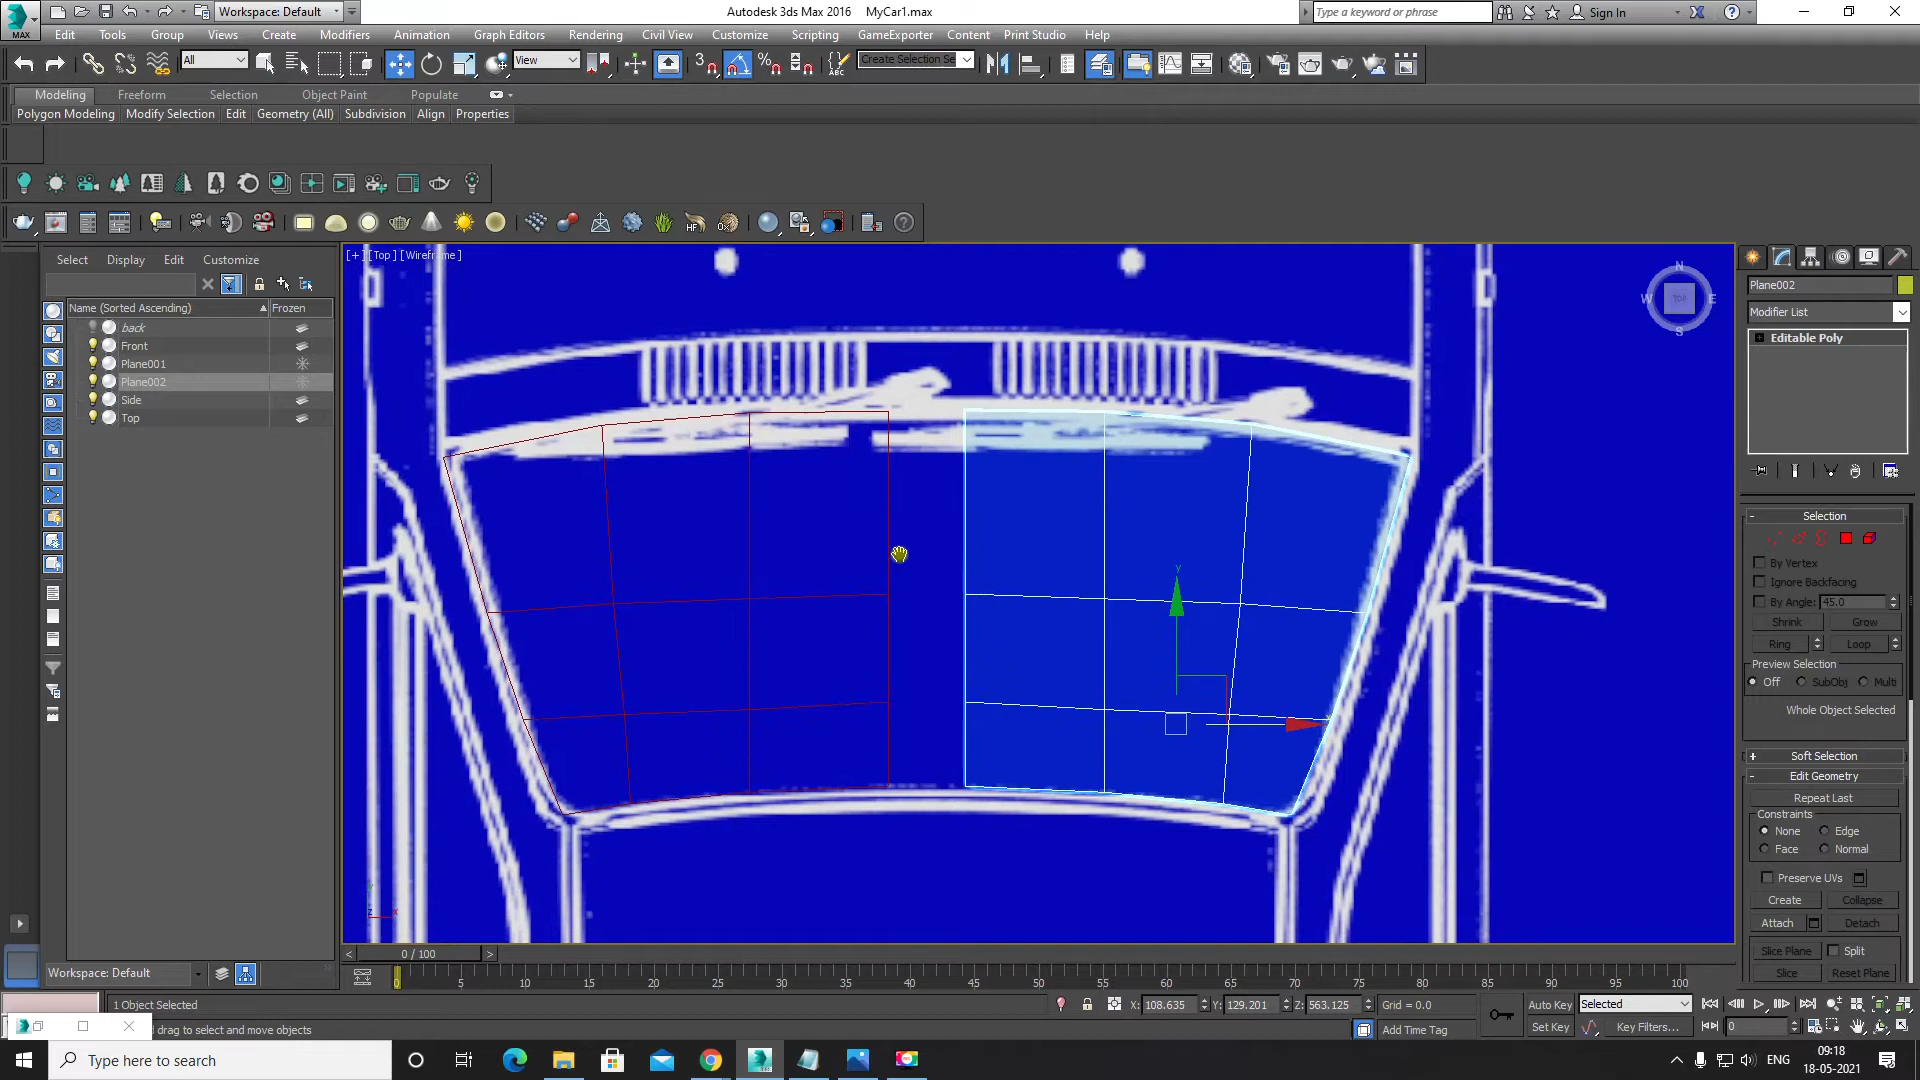 Workspace: Default
Autodesk 3ds Max 2016 MyCar1.max
Type a keyword or phrase
Sign In
MAX
Edit Tools Group Views Create Modifiers Animation Graph Editors Rendering Civil View Customize Scripting GameExporter Content Print Studio Help
All
View
3
ABC
Create Selection Se
Modeling Freeform Selection Object Paint Populate
Polygon Modeling Modify Selection Edit Geometry (All) Subdivision Align Properties
HF
Select Display Edit Customize
Name (Sorted Ascending) Frozen
back
Front
Plane001
Plane002
Side
Top
[+] [Top] [Wireframe]
N
W TOP E
S
y
Plane002
Modifier List
Editable Poly
Selection
By Vertex
Ignore Backfacing
By Angle: 45.0
Shrink Grow
Ring Loop
Preview Selection
Off SubObj Multi
Whole Object Selected
Soft Selection
Edit Geometry
Repeat Last
Constraints
None Edge
Face Normal
Preserve UVs
Create Collapse
Attach Detach
Slice Plane Split
Slice Reset Plane
0 / 100
Workspace: Default
0 5 10 15 20 25 30 35 40 45 50 55 60 65 70 75 80 85 90 95 100
1 Object Selected
X: 108.635 Y: 129.201 Z: 563.125 Grid = 0.0
Auto Key Selected
drag to select and move objects
Add Time Tag
Set Key Key Filters... 0
Type here to search
ENG
09:18
18-05-2021